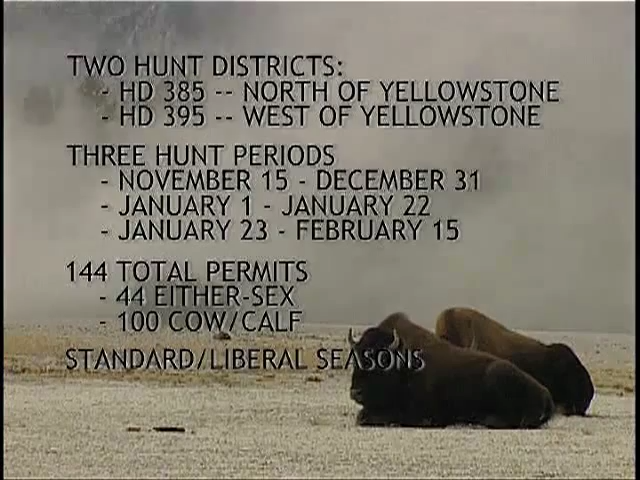 TWO HUNT DISTRICTS:
- HD 385 -- NORTH OF YELLOWSTONE
- HD 395 -- WEST OF YELLOWSTONE
THREE HUNT PERIODS
- NOVEMBER 15 - DECEMBER 31
- JANUARY 1 - JANUARY 22
- JANUARY 23 - FEBRUARY 15
144 TOTAL PERMITS
- 44 EITHER-SEX
- 100 COW/CALF
STANDARD/LIBERAL SEASONS